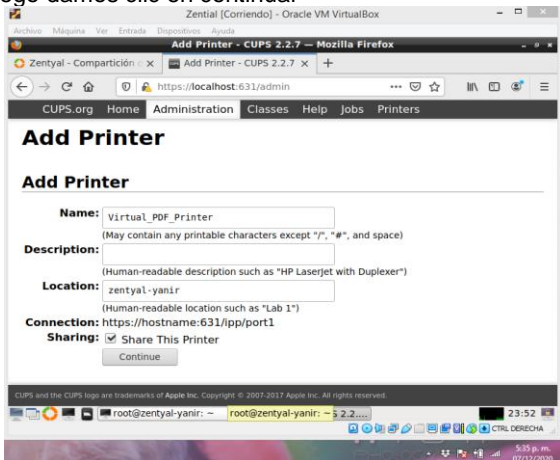 ego damos clic en continuar
Zential [Corriendo] - Oracle VM VirtualBox
Archivo Máquina Ver Entrada Dispositivos Ayuda
Add Printer - CUPS 2.2.7 — Mozilla Firefox
Zentyal - Compartición
Add Printer - CUPS 2.2.7
https://localhost:631/admin
CUPS.org Home Administration Classes Help Jobs Printers
Add Printer
Add Printer
Name: Virtual_PDF_Printer
(May contain any printable characters except "/", "#", and space)
Description:
(Human-readable description such as "HP LaserJet with Duplexer")
Location: zentyal-yanir
(Human-readable location such as "Lab 1")
Connection: https://hostname:631/ipp/port1
Sharing: Share This Printer
Continue
CUPS and the CUPS logo are trademarks of Apple Inc. Copyright © 2007-2017 Apple Inc. All rights reserved.
root@zentyal-yanir: ~ root@zentyal-yanir: ~ 2.2.... 23:52
CTRL DERECHA
5:35 p. m.
07/12/2020